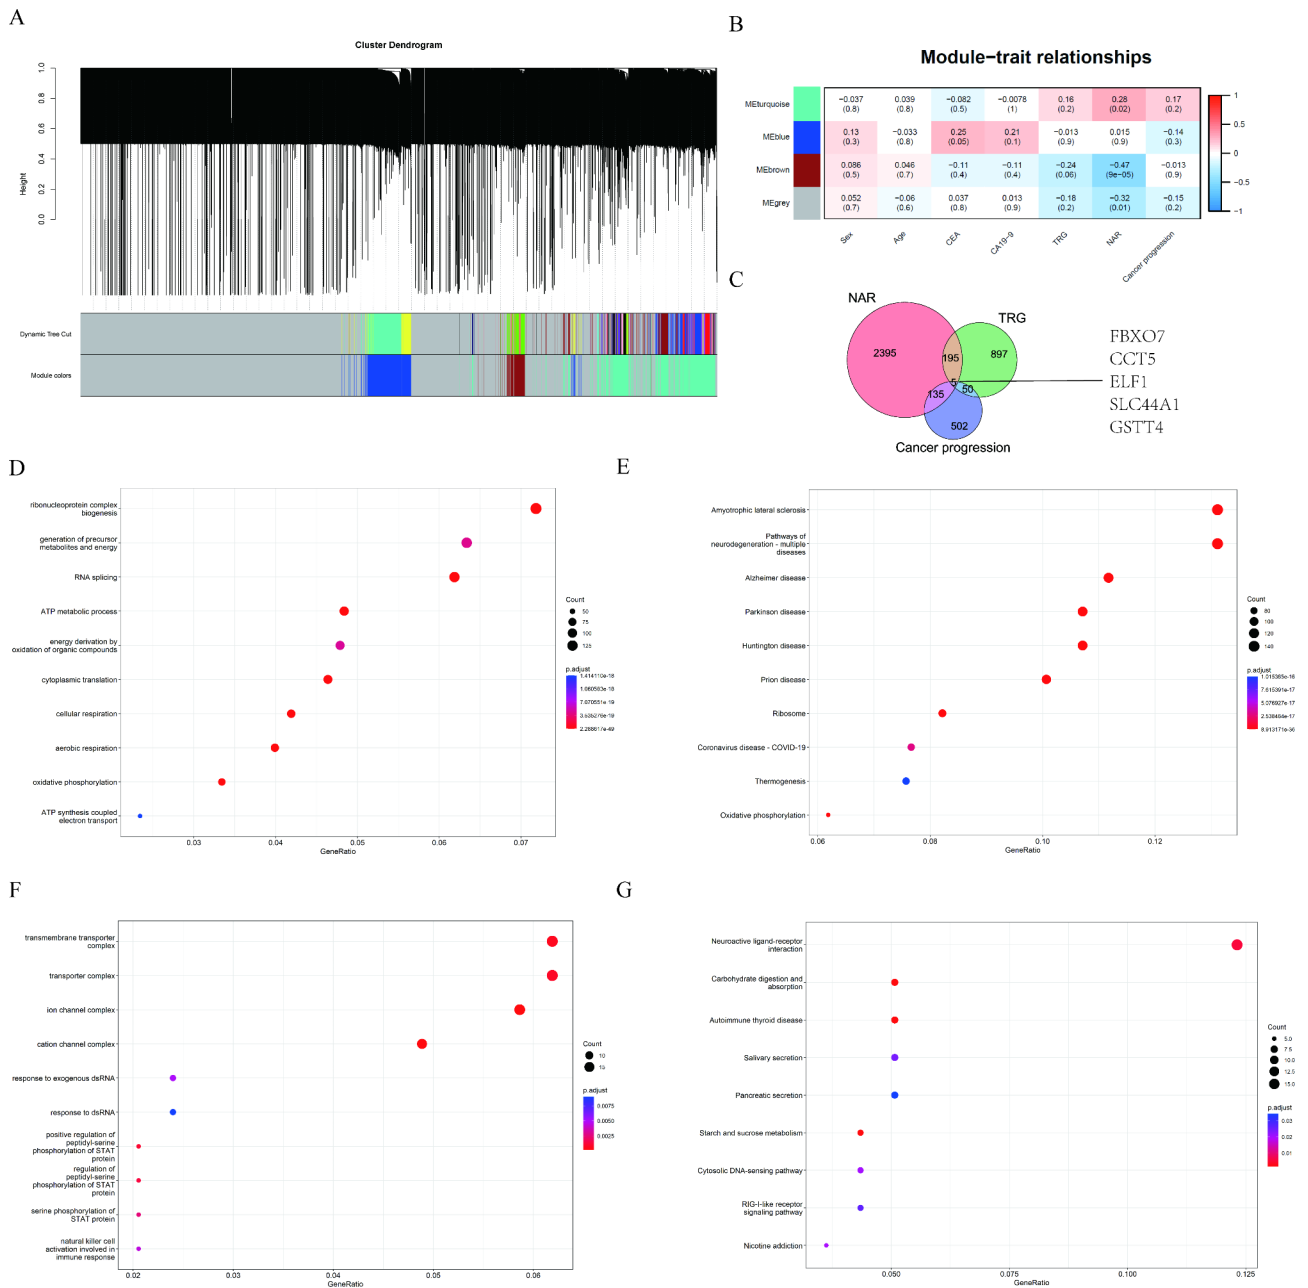 A
Cluster Dendrogram
Height
1.0
0.8
0.6
0.4
0.2
0.0
Dynamic Tree Cut
Module colors
B
Module−trait relationships
MEturquoise
−0.037 0.039 −0.082 −0.0078 0.16 0.28 0.17
(0.8) (0.8) (0.5) (1) (0.2) (0.02) (0.2)
MEblue
0.13 −0.033 0.25 0.21 −0.013 0.015 −0.14
(0.3) (0.8) (0.05) (0.1) (0.9) (0.9) (0.3)
MEbrown
0.086 0.046 −0.11 −0.11 −0.24 −0.47 −0.013
(0.5) (0.7) (0.4) (0.4) (0.06) (9e−05) (0.9)
MEgrey
0.052 −0.06 0.037 0.013 −0.18 −0.32 −0.15
(0.7) (0.6) (0.8) (0.9) (0.2) (0.01) (0.2)
Sex
Age
CEA
CA19−9
TRG
NAR
Cancer progression
1
0.5
0
−0.5
−1
C
NAR
TRG
2395
195
897
5
135
50
502
Cancer progression
FBXO7
CCT5
ELF1
SLC44A1
GSTT4
D
ribonucleoprotein complex
biogenesis
generation of precursor
metabolites and energy
RNA splicing
ATP metabolic process
energy derivation by
oxidation of organic compounds
cytoplasmic translation
cellular respiration
aerobic respiration
oxidative phosphorylation
ATP synthesis coupled
electron transport
0.03 0.04 0.05 0.06 0.07
GeneRatio
Count
50
75
100
125
p.adjust
E
Amyotrophic lateral sclerosis
Pathways of
neurodegeneration - multiple
diseases
Alzheimer disease
Parkinson disease
Huntington disease
Prion disease
Ribosome
Coronavirus disease - COVID-19
Thermogenesis
Oxidative phosphorylation
0.06 0.08 0.10 0.12
GeneRatio
Count
80
100
120
140
p.adjust
F
transmembrane transporter
complex
transporter complex
ion channel complex
cation channel complex
response to exogenous dsRNA
response to dsRNA
positive regulation of
peptidyl-serine
phosphorylation of STAT
protein
regulation of
peptidyl-serine
phosphorylation of STAT
protein
serine phosphorylation of
STAT protein
natural killer cell
activation involved in
immune response
0.02 0.03 0.04 0.05 0.06
GeneRatio
Count
10
15
p.adjust
0.0075
0.0050
0.0025
G
Neuroactive ligand-receptor
interaction
Carbohydrate digestion and
absorption
Autoimmune thyroid disease
Salivary secretion
Pancreatic secretion
Starch and sucrose metabolism
Cytosolic DNA-sensing pathway
RIG-I-like receptor
signaling pathway
Nicotine addiction
0.050 0.075 0.100 0.125
GeneRatio
Count
5.0
7.5
10.0
12.5
15.0
p.adjust
0.03
0.02
0.01